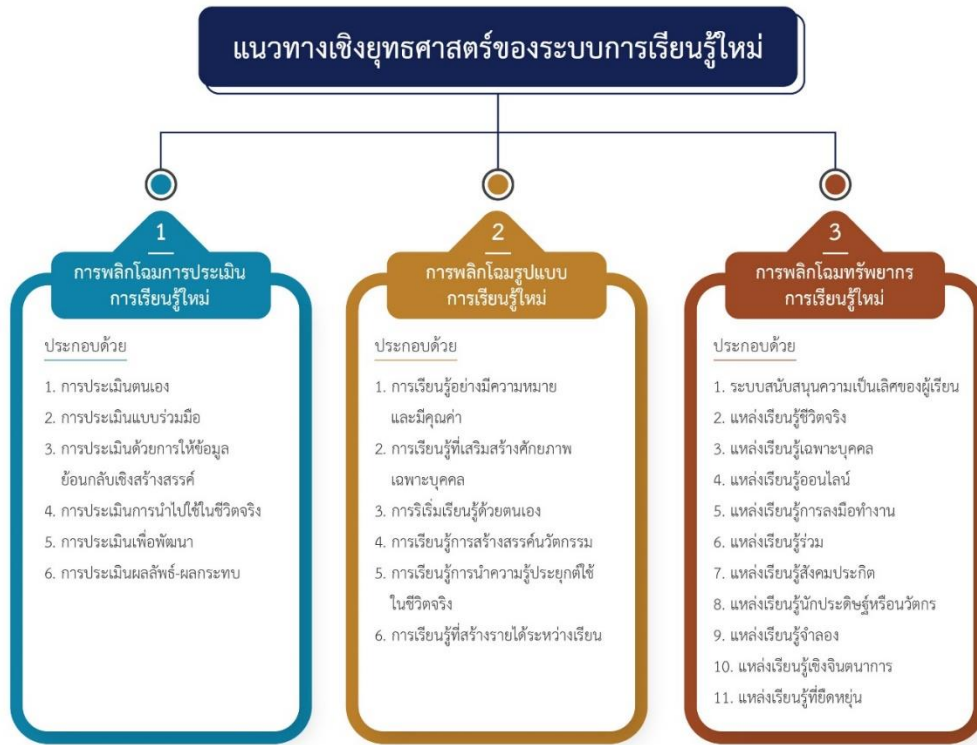 แนวทางเชิงยุทธศาสตร์ของระบบการเรียนรู้ใหม่
1
การพลิกโฉมการประเมิน
การเรียนรู้ใหม่
ประกอบด้วย
1. การประเมินตนเอง
2. การประเมินแบบร่วมมือ
3. การประเมินด้วยการให้ข้อมูล
ย้อนกลับเชิงสร้างสรรค์
4. การประเมินการนำไปใช้ในชีวิตจริง
5. การประเมินเพื่อพัฒนา
6. การประเมินผลลัพธ์-ผลกระทบ
2
การพลิกโฉมรูปแบบ
การเรียนรู้ใหม่
ประกอบด้วย
1. การเรียนรู้อย่างมีความหมาย
และมีคุณค่า
2. การเรียนรู้ที่เสริมสร้างศักยภาพ
เฉพาะบุคคล
3. การริเริ่มเรียนรู้ด้วยตนเอง
4. การเรียนรู้การสร้างสรรค์นวัตกรรม
5. การเรียนรู้การนำความรู้ประยุกต์ใช้
ในชีวิตจริง
6. การเรียนรู้ที่สร้างรายได้ระหว่างเรียน
3
การพลิกโฉมทรัพยากร
การเรียนรู้ใหม่
ประกอบด้วย
1. ระบบสนับสนุนความเป็นเลิศของผู้เรียน
2. แหล่งเรียนรู้ชีวิตจริง
3. แหล่งเรียนรู้เฉพาะบุคคล
4. แหล่งเรียนรู้ออนไลน์
5. แหล่งเรียนรู้การลงมือทำงาน
6. แหล่งเรียนรู้ร่วม
7. แหล่งเรียนรู้สังคมประกิต
8. แหล่งเรียนรู้นักประดิษฐ์หรือนวัตกร
9. แหล่งเรียนรู้จำลอง
10. แหล่งเรียนรู้เชิงจินตนาการ
11. แหล่งเรียนรู้ที่ยืดหยุ่น